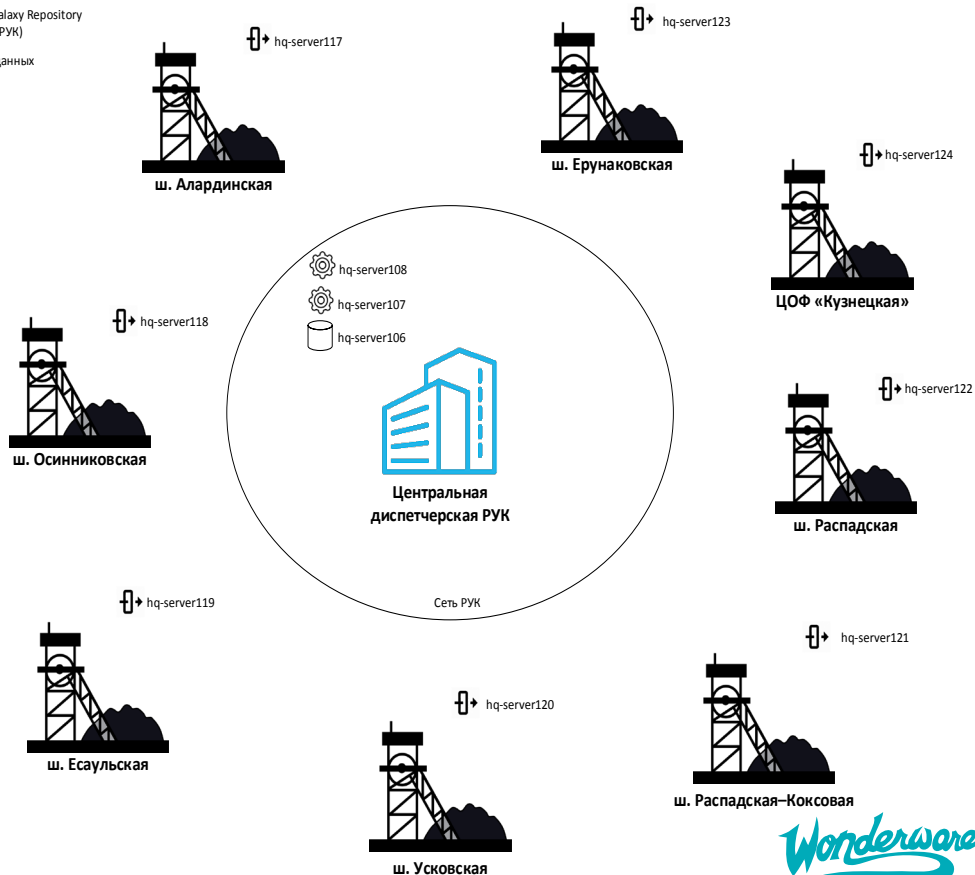 alaxy Repository
(РУК)
данных
hq-server117
hq-server123
ш. Алардинская
ш. Ерунаковская
hq-server124
ЦОФ «Кузнецкая»
hq-server108
hq-server107
hq-server106
hq-server118
ш. Осинниковская
hq-server122
ш. Распадская
Центральная
диспетчерская РУК
Сеть РУК
hq-server119
ш. Есаульская
hq-server120
ш. Усковская
hq-server121
ш. Распадская–Коксовая
Wonderware